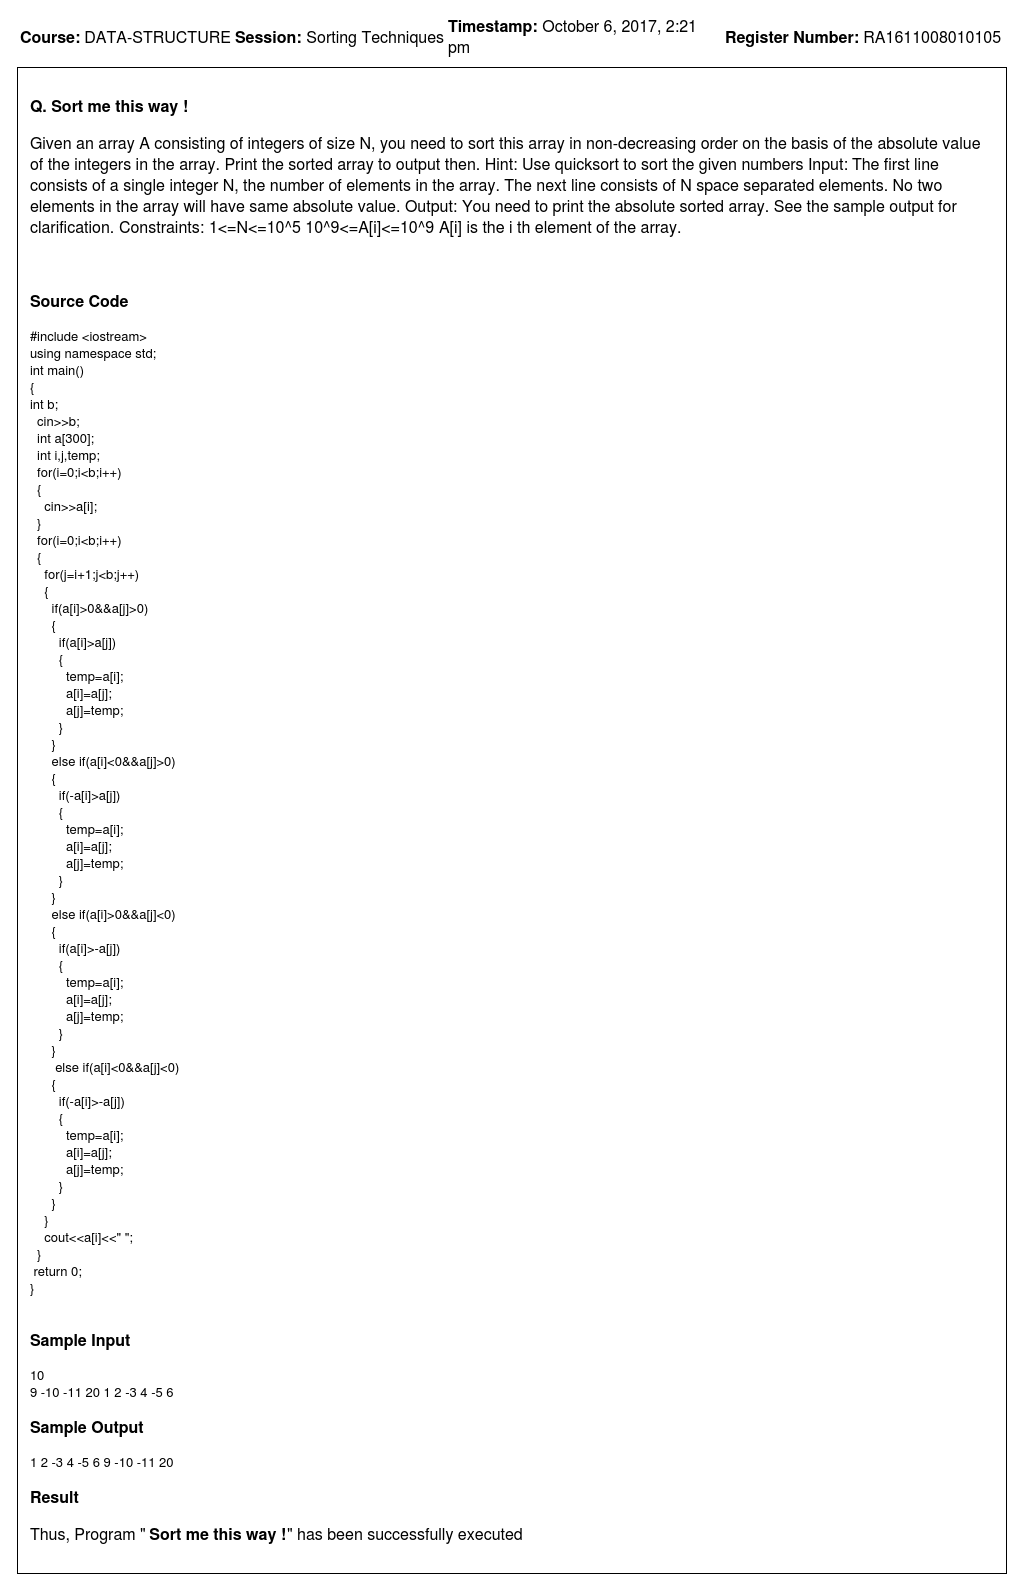 Course: DATA-STRUCTURE Session: Sorting Techniques Timestamp: October 6, 2017, 2:21 pm Register Number: RA1611008010105
Q. Sort me this way !
Given an array A consisting of integers of size N, you need to sort this array in non-decreasing order on the basis of the absolute value
of the integers in the array. Print the sorted array to output then. Hint: Use quicksort to sort the given numbers Input: The first line
consists of a single integer N, the number of elements in the array. The next line consists of N space separated elements. No two
elements in the array will have same absolute value. Output: You need to print the absolute sorted array. See the sample output for
clarification. Constraints: 1<=N<=10^5 10^9<=A[i]<=10^9 A[i] is the i th element of the array.
Source Code
#include <iostream>
using namespace std;
int main()
{
int b;
  cin>>b;
  int a[300];
  int i,j,temp;
  for(i=0;i<b;i++)
  {
    cin>>a[i];
  }
  for(i=0;i<b;i++)
  {
    for(j=i+1;j<b;j++)
    {
      if(a[i]>0&&a[j]>0)
      {
        if(a[i]>a[j])
        {
          temp=a[i];
          a[i]=a[j];
          a[j]=temp;
        }
      }
      else if(a[i]<0&&a[j]>0)
      {
        if(-a[i]>a[j])
        {
          temp=a[i];
          a[i]=a[j];
          a[j]=temp;
        }
      }
      else if(a[i]>0&&a[j]<0)
      {
        if(a[i]>-a[j])
        {
          temp=a[i];
          a[i]=a[j];
          a[j]=temp;
        }
      }
       else if(a[i]<0&&a[j]<0)
      {
        if(-a[i]>-a[j])
        {
          temp=a[i];
          a[i]=a[j];
          a[j]=temp;
        }
      }
    }
    cout<<a[i]<<" ";
  }
 return 0;
}
Sample Input
10
9 -10 -11 20 1 2 -3 4 -5 6
Sample Output
1 2 -3 4 -5 6 9 -10 -11 20
Result
Thus, Program " Sort me this way !" has been successfully executed